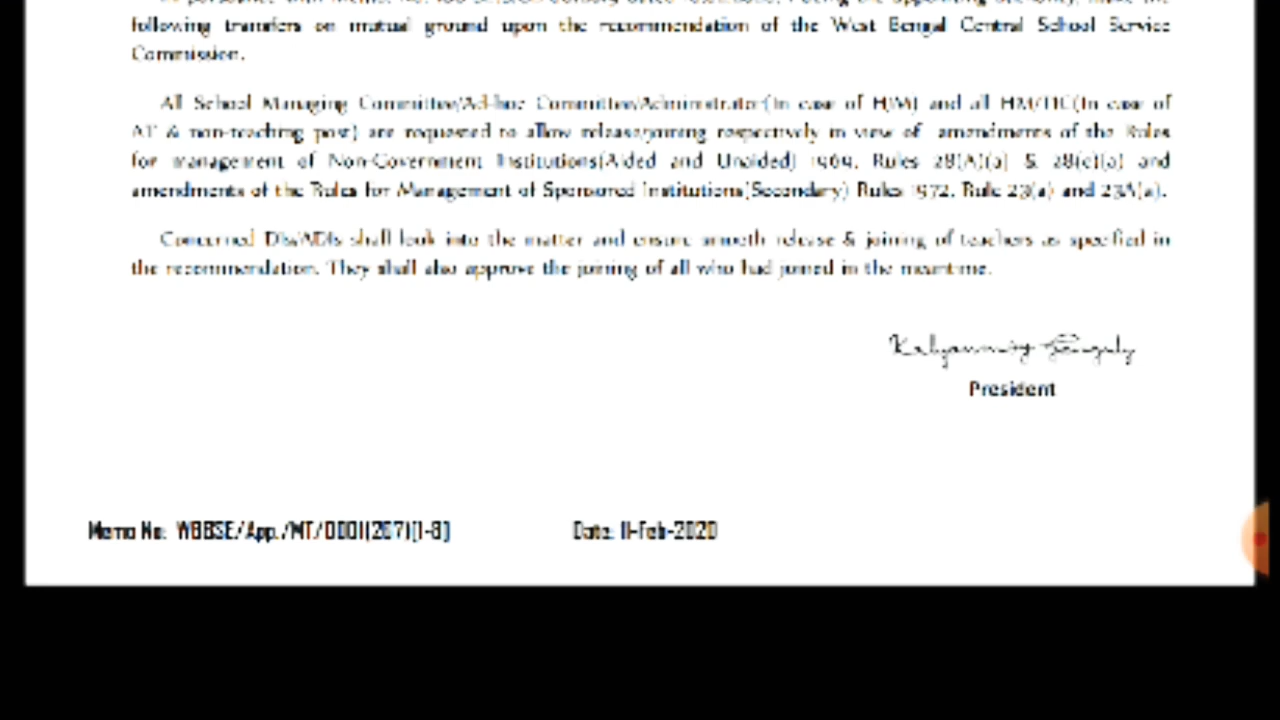 following transfers on mutual ground upon the recommendation of the West Bengal Central School Service
Commission.
All School Managing Committee/Ad-hoc Committee/Administrator(In case of HM) and all HM/TIC(In case of
AT & non-teaching post) are requested to allow release/joining respectively in view of amendments of the Rules
for management of Non-Government Institutions(Aided and Unaided) 1969, Rules 28(A)(a) & 28(c)(a) and
amendments of the Rules for Management of Sponsored Institutions(Secondary) Rules 1972, Rule 23(a) and 23A(a).
Concerned DIs/ADIs shall look into the matter and ensure smooth release & joining of teachers as specified in
the recommendation. They shall also approve the joining of all who had joined in the meantime.
President
Memo No: WBBSE/App./MT/0001(267)[1-8] Date: 11-Feb-2020